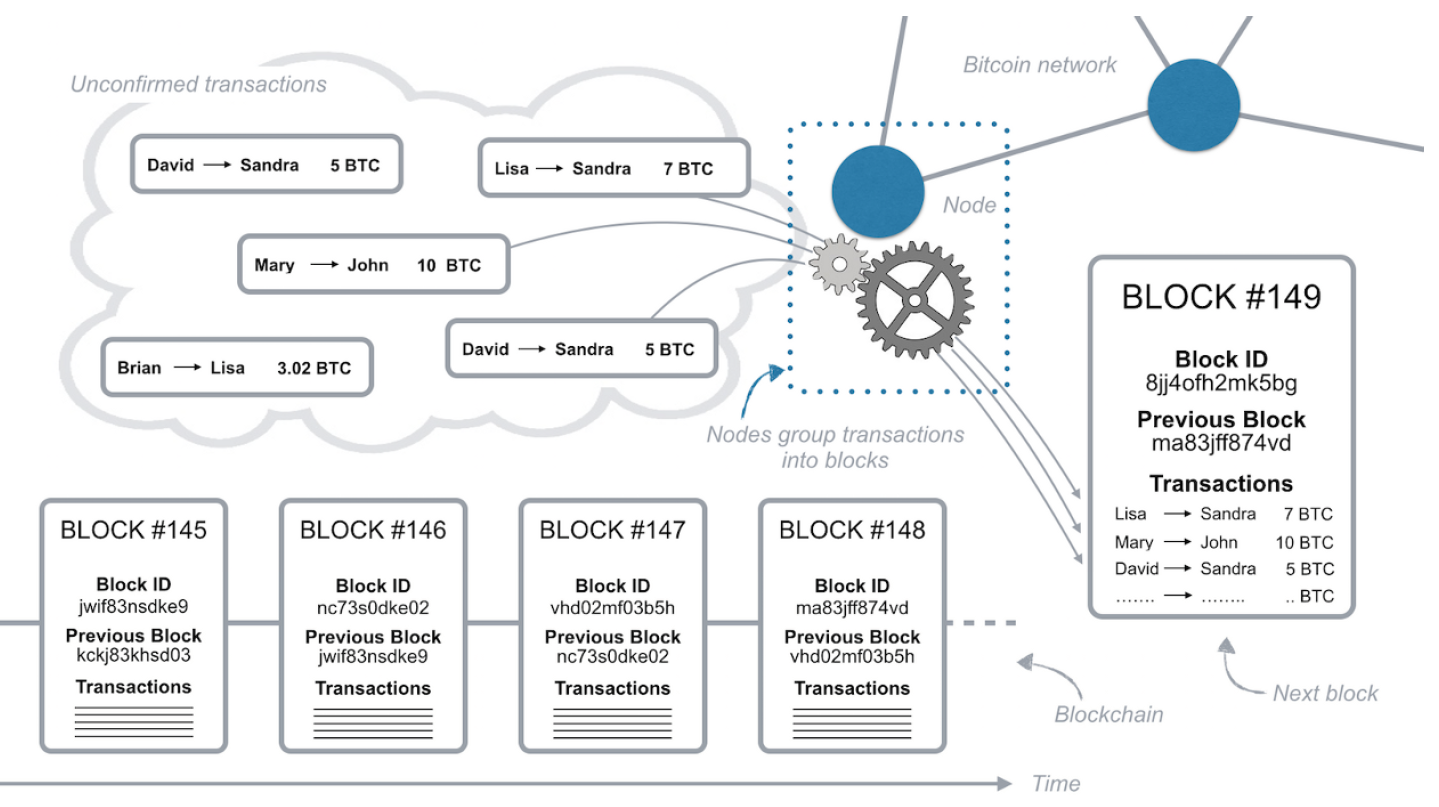 Unconfirmed transactions
Bitcoin network
David → Sandra 5 BTC
Lisa → Sandra 7 BTC
Node
Mary → John 10 BTC
David → Sandra 5 BTC
Brian → Lisa 3.02 BTC
Nodes group transactions
into blocks
BLOCK #149
Block ID
8jj4ofh2mk5bg
Previous Block
ma83jff874vd
Transactions
Lisa → Sandra 7 BTC
Mary → John 10 BTC
David → Sandra 5 BTC
....... → ........ .. BTC
Next block
BLOCK #145
Block ID
jwif83nsdke9
Previous Block
kckj83khsd03
Transactions
BLOCK #146
Block ID
nc73s0dke02
Previous Block
jwif83nsdke9
Transactions
BLOCK #147
Block ID
vhd02mf03b5h
Previous Block
nc73s0dke02
Transactions
BLOCK #148
Block ID
ma83jff874vd
Previous Block
vhd02mf03b5h
Transactions
Blockchain
Time